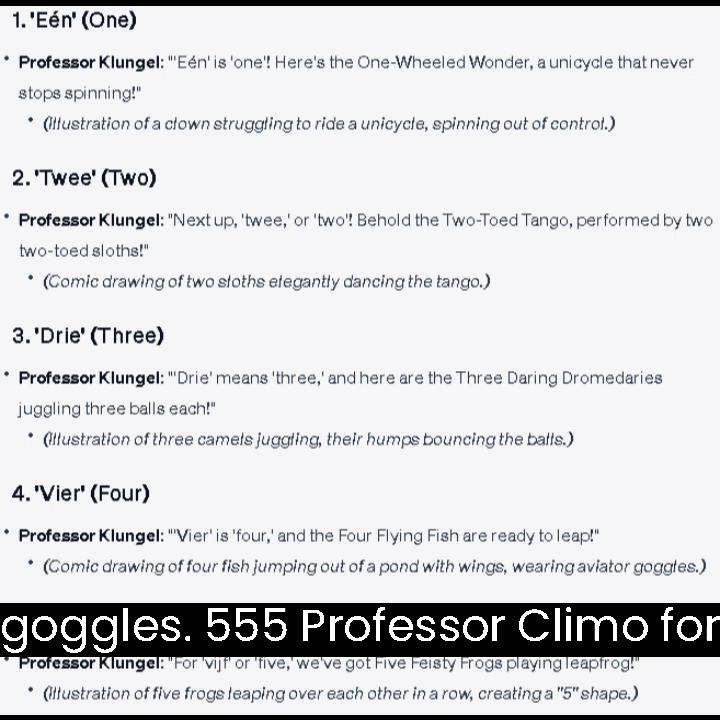 1. 'Eén' (One)
Professor Klungel: "'Eén' is 'one'! Here's the One-Wheeled Wonder, a unicycle that never
stops spinning!"
(Illustration of a clown struggling to ride a unicycle, spinning out of control.)
2. 'Twee' (Two)
Professor Klungel: "Next up, 'twee,' or 'two'! Behold the Two-Toed Tango, performed by two
two-toed sloths!"
(Comic drawing of two sloths elegantly dancing the tango.)
3. 'Drie' (Three)
Professor Klungel: "'Drie' means 'three,' and here are the Three Daring Dromedaries
juggling three balls each!"
(Illustration of three camels juggling, their humps bouncing the balls.)
4. 'Vier' (Four)
Professor Klungel: "'Vier' is 'four,' and the Four Flying Fish are ready to leap!"
(Comic drawing of four fish jumping out of a pond with wings, wearing aviator goggles.)
goggles. 555 Professor Climo for
Professor Klungel: "For 'vijf' or 'five,' we've got Five Feisty Frogs playing leapfrog!"
(Illustration of five frogs leaping over each other in a row, creating a "5" shape.)